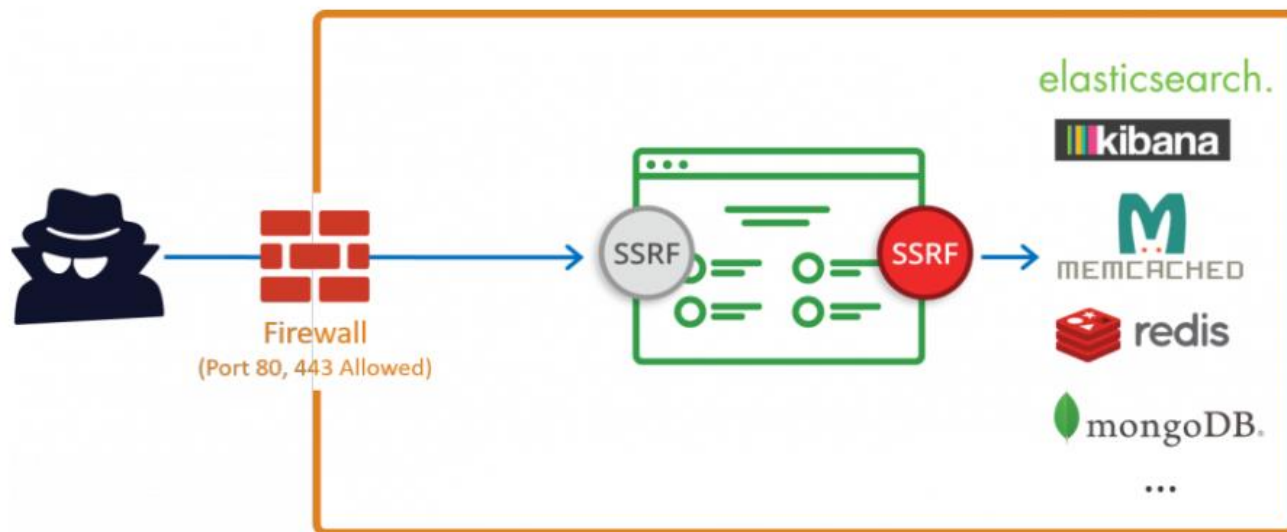 Firewall
(Port 80, 443 Allowed)
SSRF
SSRF
elasticsearch.
kibana
MEMCACHED
redis
mongoDB®
...